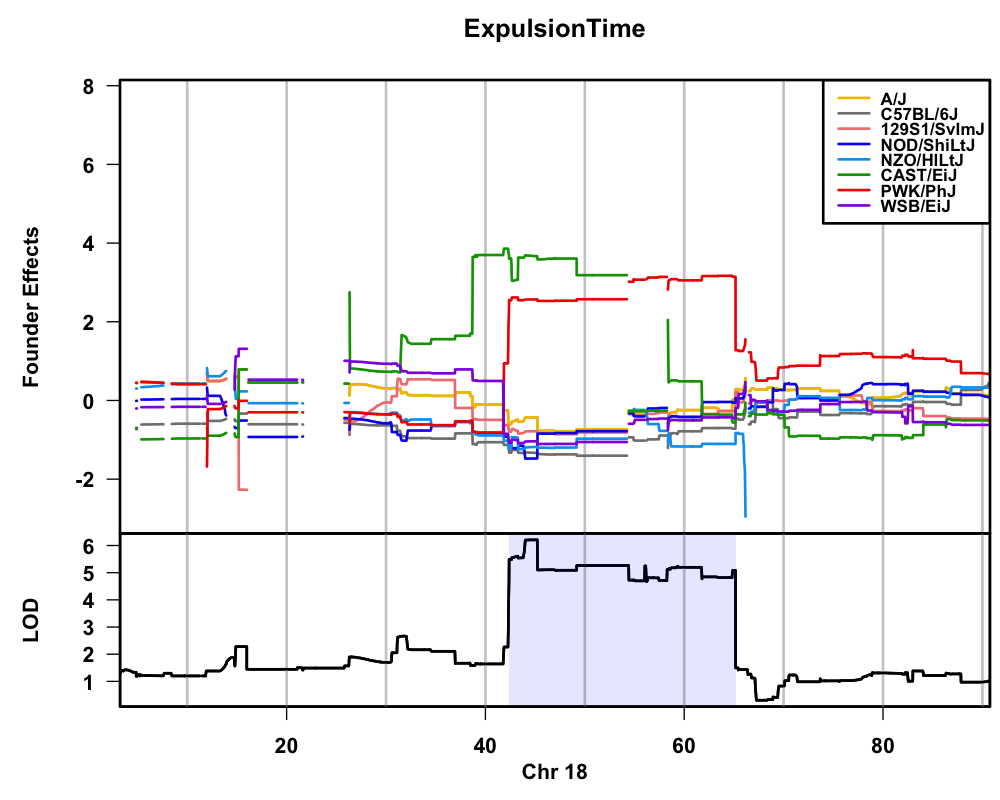 ExpulsionTime
8
6
4
2
0
-2
Founder Effects
A/J
C57BL/6J
129S1/SvImJ
NOD/ShiLtJ
NZO/HILtJ
CAST/EiJ
PWK/PhJ
WSB/EiJ
6
5
4
3
2
1
LOD
20 40 60 80
Chr 18